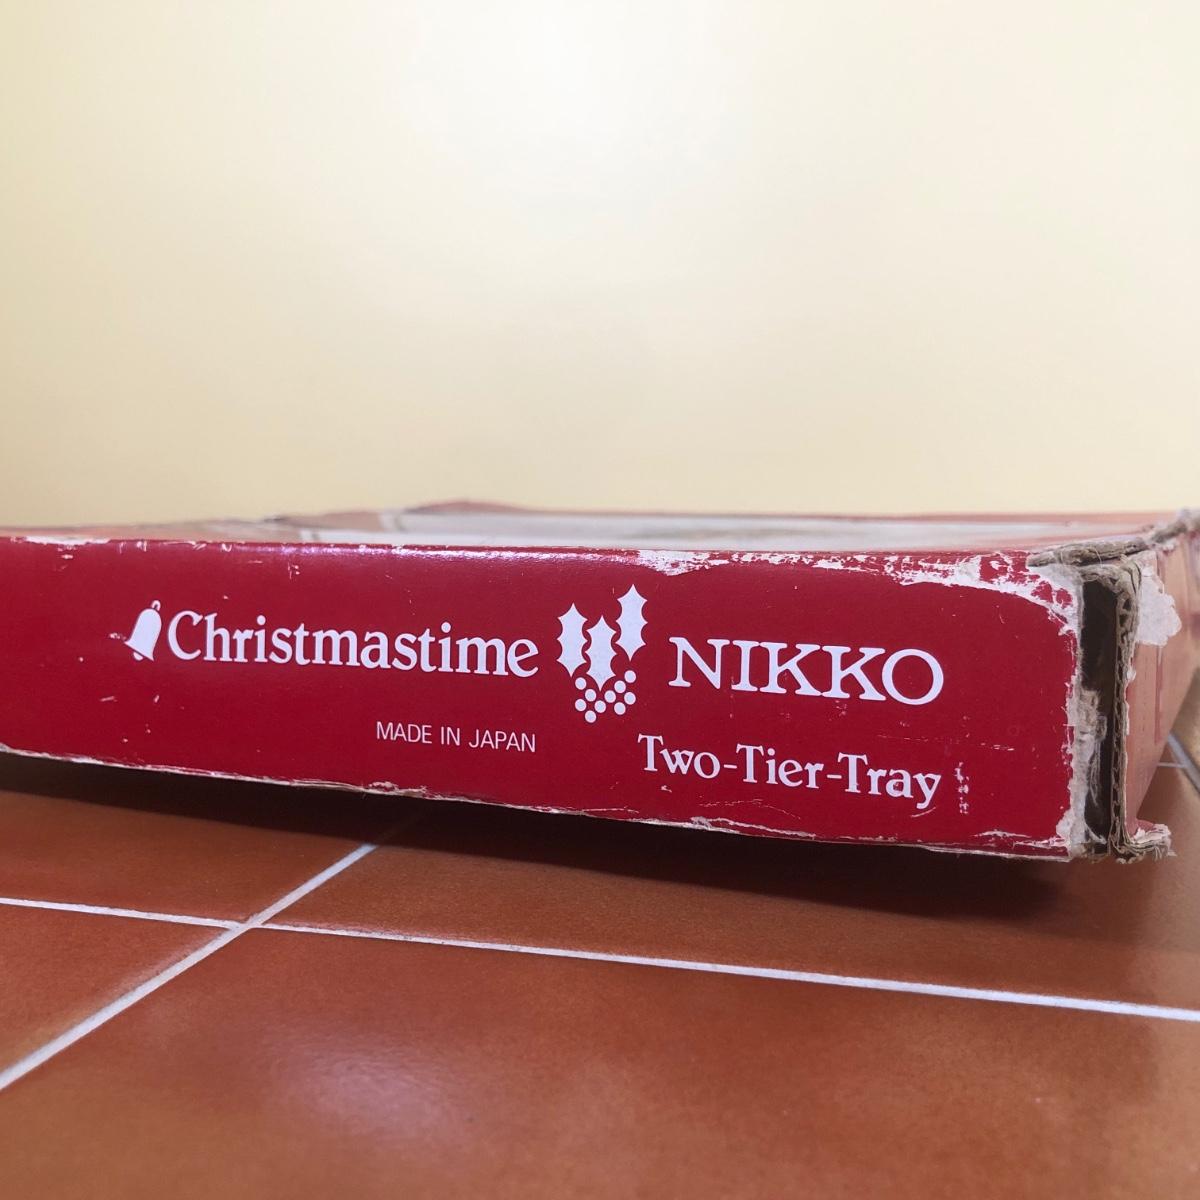 Christmastime NIKKO
MADE IN JAPAN
Two-Tier-Tray